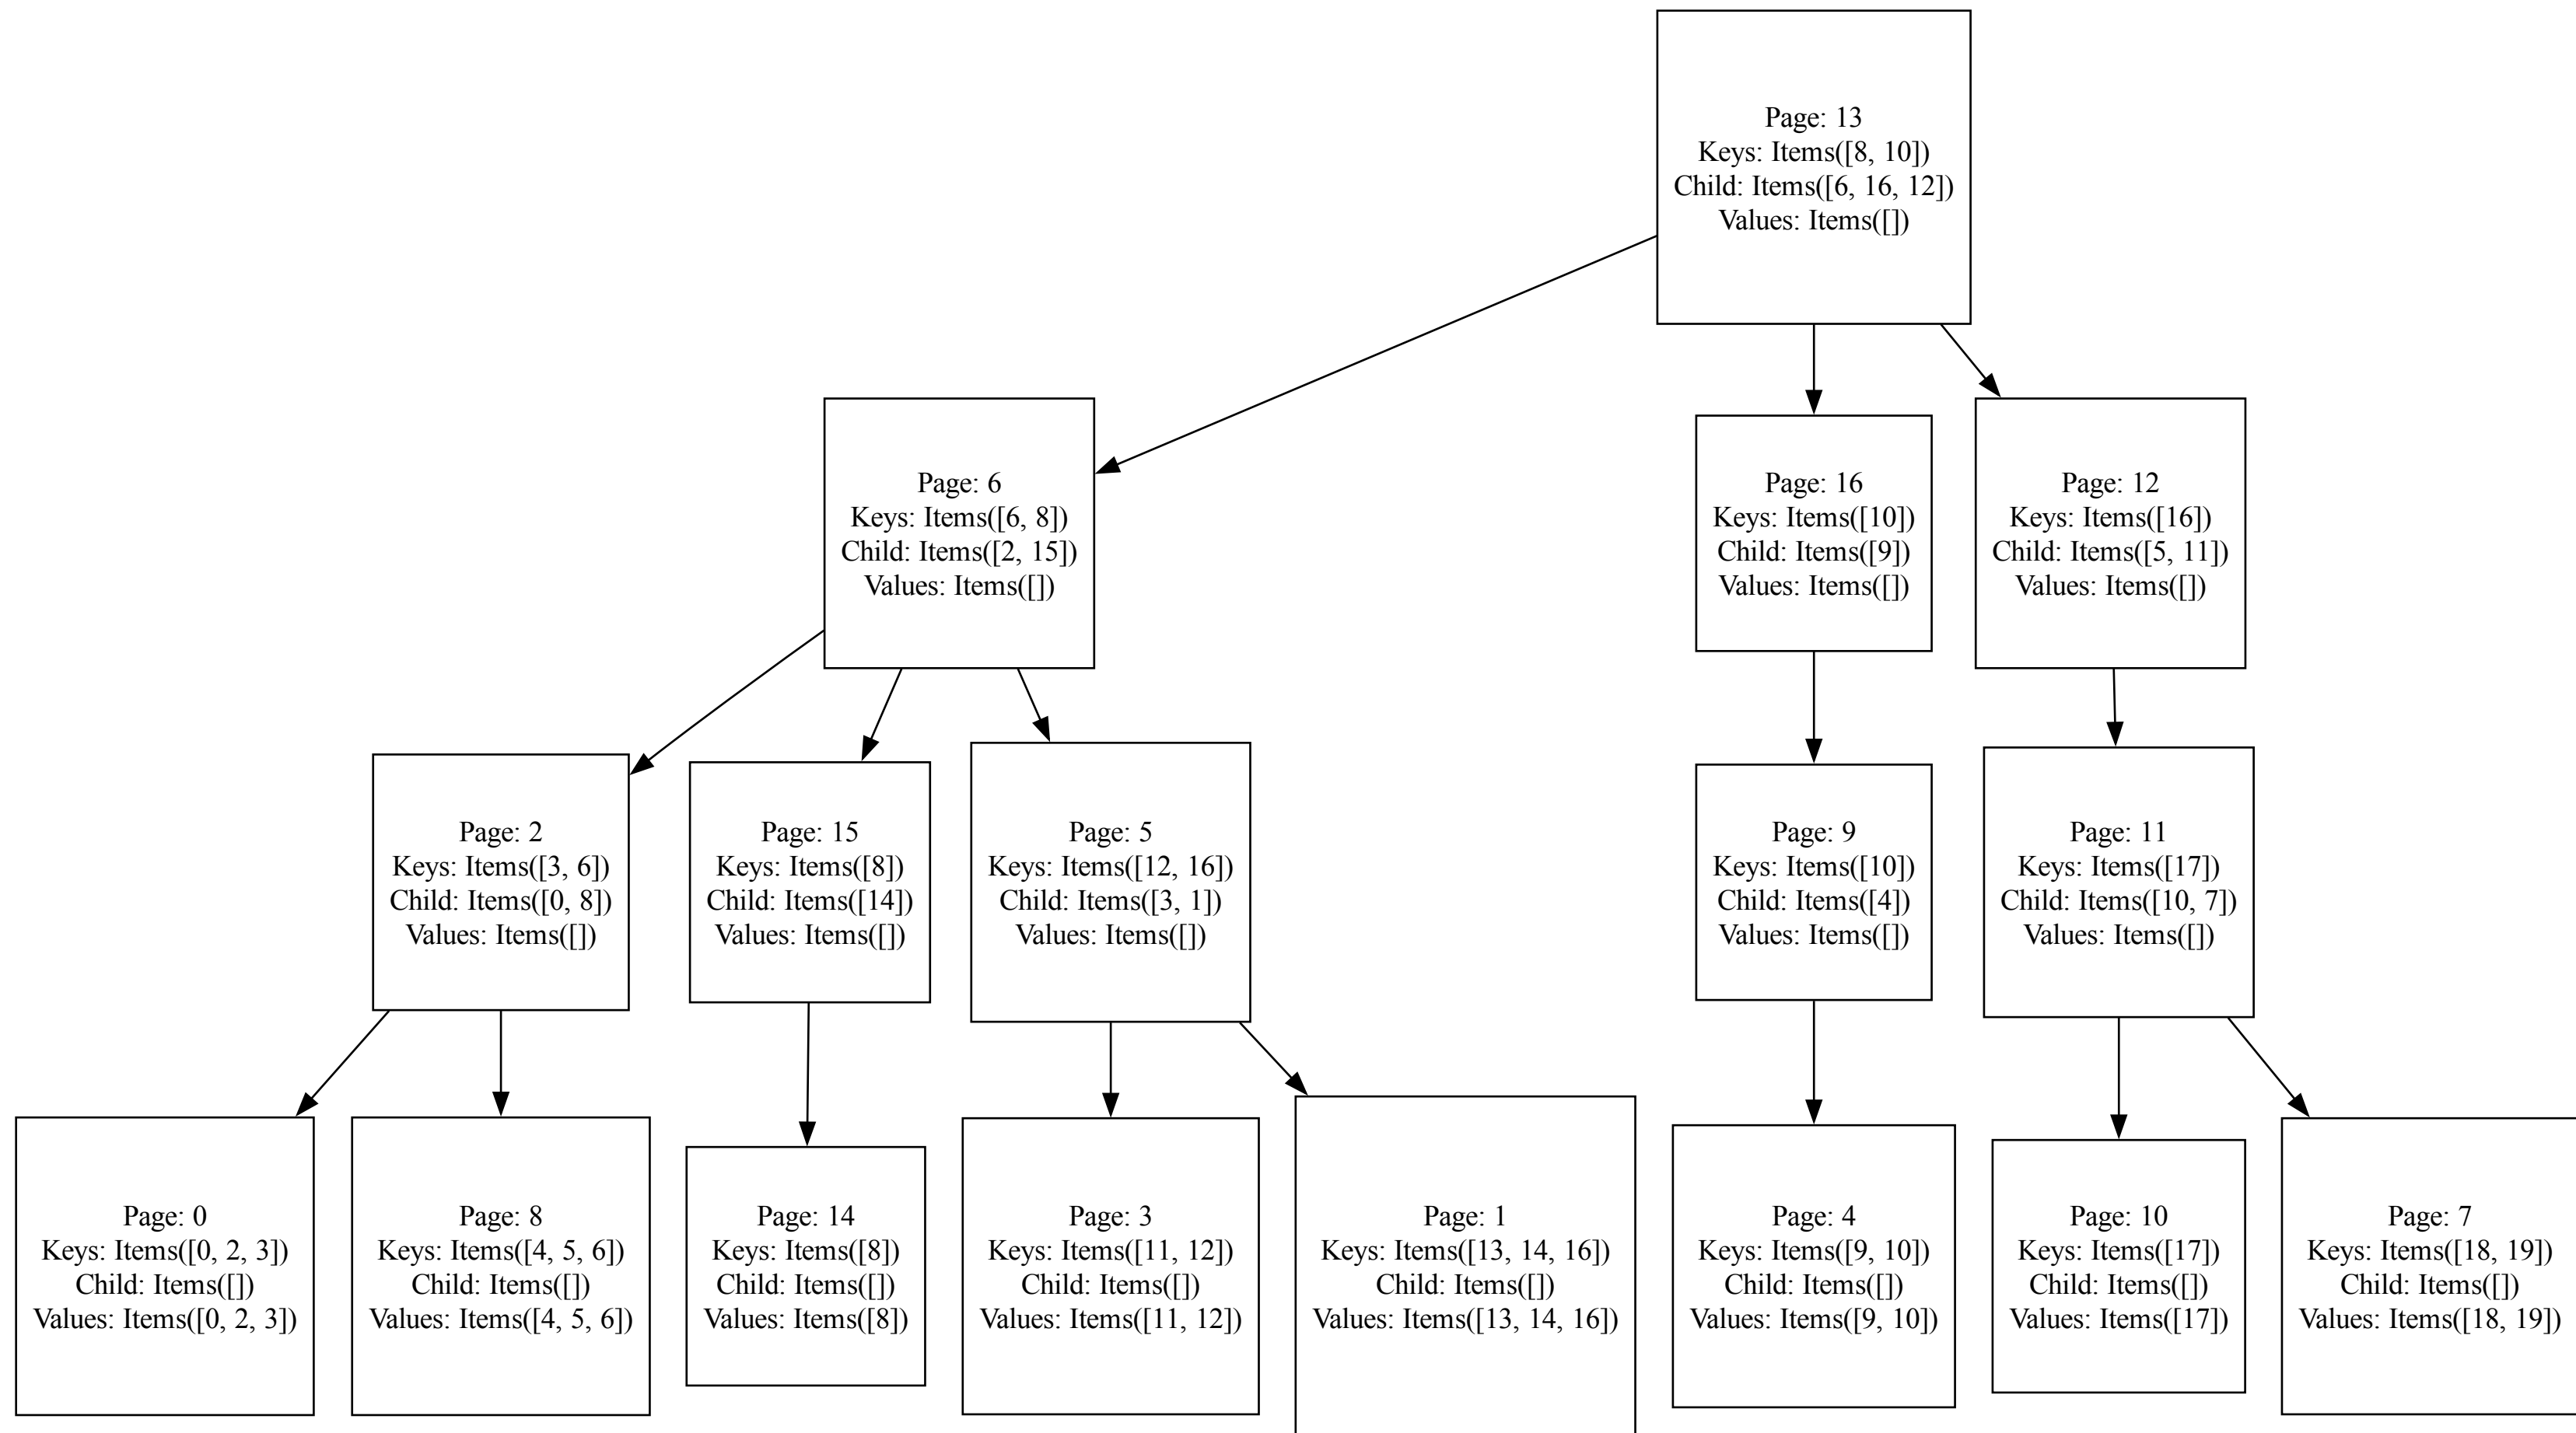 Page: 13
Keys: Items([8, 10])
Child: Items([6, 16, 12])
Values: Items([])
Page: 6
Keys: Items([6, 8])
Child: Items([2, 15])
Values: Items([])
Page: 16
Keys: Items([10])
Child: Items([9])
Values: Items([])
Page: 12
Keys: Items([16])
Child: Items([5, 11])
Values: Items([])
Page: 2
Keys: Items([3, 6])
Child: Items([0, 8])
Values: Items([])
Page: 15
Keys: Items([8])
Child: Items([14])
Values: Items([])
Page: 5
Keys: Items([12, 16])
Child: Items([3, 1])
Values: Items([])
Page: 9
Keys: Items([10])
Child: Items([4])
Values: Items([])
Page: 11
Keys: Items([17])
Child: Items([10, 7])
Values: Items([])
Page: 0
Keys: Items([0, 2, 3])
Child: Items([])
Values: Items([0, 2, 3])
Page: 8
Keys: Items([4, 5, 6])
Child: Items([])
Values: Items([4, 5, 6])
Page: 14
Keys: Items([8])
Child: Items([])
Values: Items([8])
Page: 3
Keys: Items([11, 12])
Child: Items([])
Values: Items([11, 12])
Page: 1
Keys: Items([13, 14, 16])
Child: Items([])
Values: Items([13, 14, 16])
Page: 4
Keys: Items([9, 10])
Child: Items([])
Values: Items([9, 10])
Page: 10
Keys: Items([17])
Child: Items([])
Values: Items([17])
Page: 7
Keys: Items([18, 19])
Child: Items([])
Values: Items([18, 19])